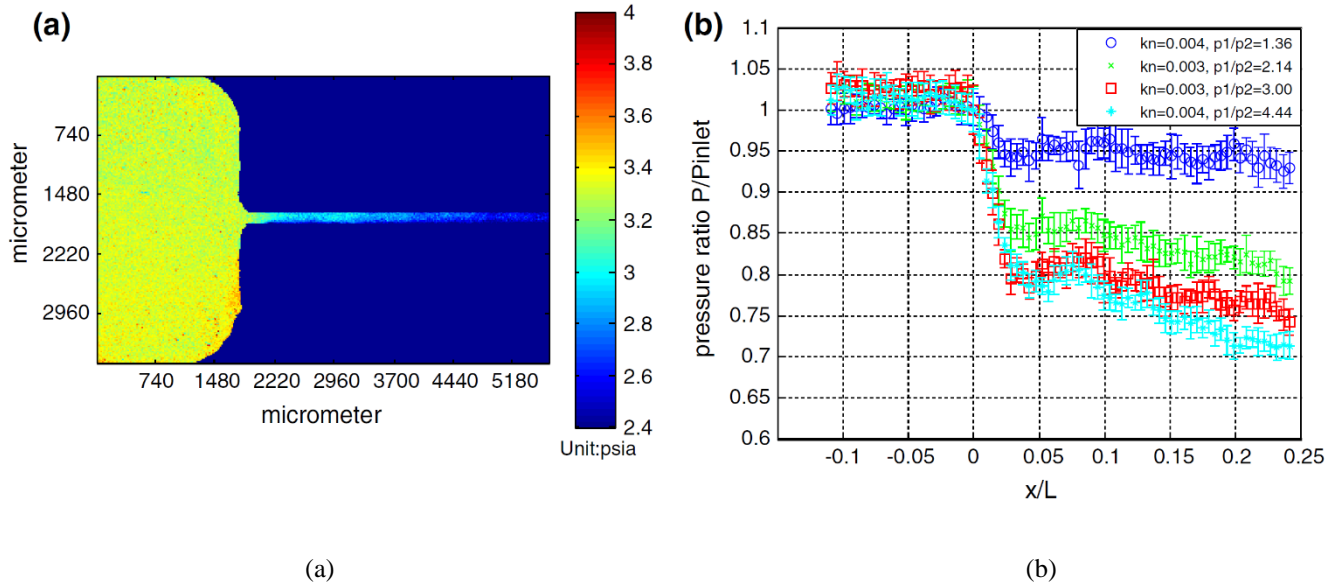 (a)
4
3.8
3.6
3.4
3.2
3
2.8
2.6
2.4
Unit:psia
micrometer
740
1480
2220
2960
740 1480 2220 2960 3700 4440 5180
micrometer
(b)
kn=0.004, p1/p2=1.36
kn=0.003, p1/p2=2.14
kn=0.003, p1/p2=3.00
kn=0.004, p1/p2=4.44
pressure ratio P/Pinlet
1.1
1.05
1
0.95
0.9
0.85
0.8
0.75
0.7
0.6
-0.1 -0.05 0 0.05 0.1 0.15 0.2 0.25
x/L
(a) (b)